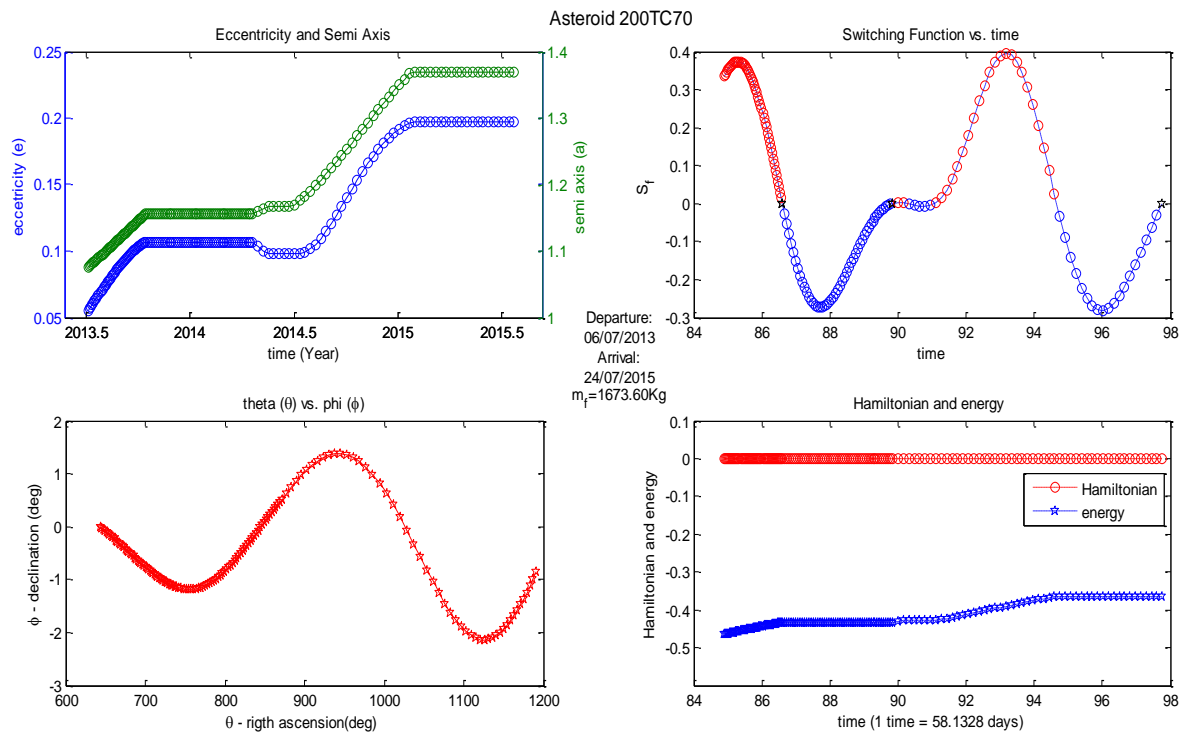 Asteroid 200TC70
Eccentricity and Semi Axis
0.25
0.2
0.15
0.1
0.05
eccetricity (e)
1.4
1.3
1.2
1.1
1
semi axis (a)
2013.5 2014 2014.5 2015 2015.5
time (Year)
Switching Function vs. time
0.4
0.3
0.2
0.1
0
-0.1
-0.2
-0.3
S_f
84 86 88 90 92 94 96 98
time
Departure:
06/07/2013
Arrival:
24/07/2015
m_f=1673.60Kg
theta (θ) vs. phi (ϕ)
2
1
0
-1
-2
-3
ϕ - declination (deg)
600 700 800 900 1000 1100 1200
θ - rigth ascension(deg)
Hamiltonian and energy
0.1
0
-0.1
-0.2
-0.3
-0.4
-0.5
Hamiltonian and energy
Hamiltonian
energy
84 86 88 90 92 94 96 98
time (1 time = 58.1328 days)